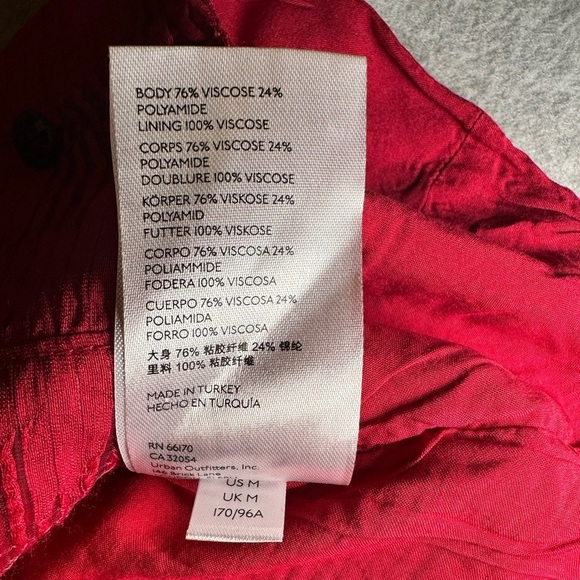 BODY 76% VISCOSE 24%
POLYAMIDE
LINING 100% VISCOSE
CORPS 76% VISCOSE 24%
POLYAMIDE
DOUBLURE 100% VISCOSE
KÖRPER 76% VISKOSE 24%
POLYAMID
FUTTER 100% VISKOSE
CORPO 76% VISCOSA 24%
POLIAMMIDE
FODERA 100% VISCOSA
CUERPO 76% VISCOSA 24%
POLIAMIDA
FORRO 100% VISCOSA
大身 76% 粘胶纤维 24% 锦纶
里料 100% 粘胶纤维
MADE IN TURKEY
HECHO EN TURQUÍA
RN 66170
CA 32054
Urban Outfitters, Inc.
146 Brick Lane
US M
UK M
170/96A